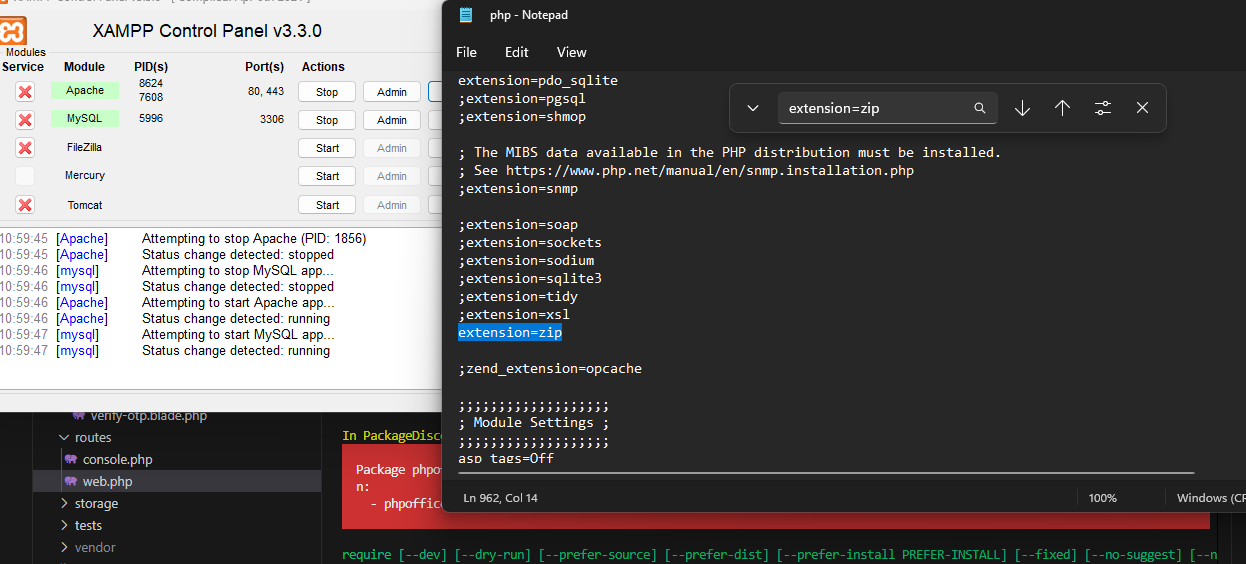 XAMPP Control Panel v3.3.0
Modules
Service Module PID(s) Port(s) Actions
Apache 8624 7608 80, 443 Stop Admin
MySQL 5996 3306 Stop Admin
FileZilla Start Admin
Mercury Start Admin
Tomcat Start Admin
10:59:45 [Apache] Attempting to stop Apache (PID: 1856)
10:59:45 [Apache] Status change detected: stopped
10:59:46 [mysql] Attempting to stop MySQL app...
10:59:46 [mysql] Status change detected: stopped
10:59:46 [Apache] Attempting to start Apache app...
10:59:46 [Apache] Status change detected: running
10:59:47 [mysql] Attempting to start MySQL app...
10:59:47 [mysql] Status change detected: running
php - Notepad
File Edit View
extension=zip
extension=pdo_sqlite
;extension=pgsql
;extension=shmop
; The MIBS data available in the PHP distribution must be installed.
; See https://www.php.net/manual/en/snmp.installation.php
;extension=snmp
;extension=soap
;extension=sockets
;extension=sodium
;extension=sqlite3
;extension=tidy
;extension=xsl
extension=zip
;zend_extension=opcache
;;;;;;;;;;;;;;;;;;;
; Module Settings ;
;;;;;;;;;;;;;;;;;;;
asp_tags=Off
Ln 962, Col 14 100% Windows (CR
verify-otp.blade.php
routes
console.php
web.php
storage
tests
vendor
In PackageDisc
Package phpo
n:
- phpoffic
require [--dev] [--dry-run] [--prefer-source] [--prefer-dist] [--prefer-install PREFER-INSTALL] [--fixed] [--no-suggest] [--n